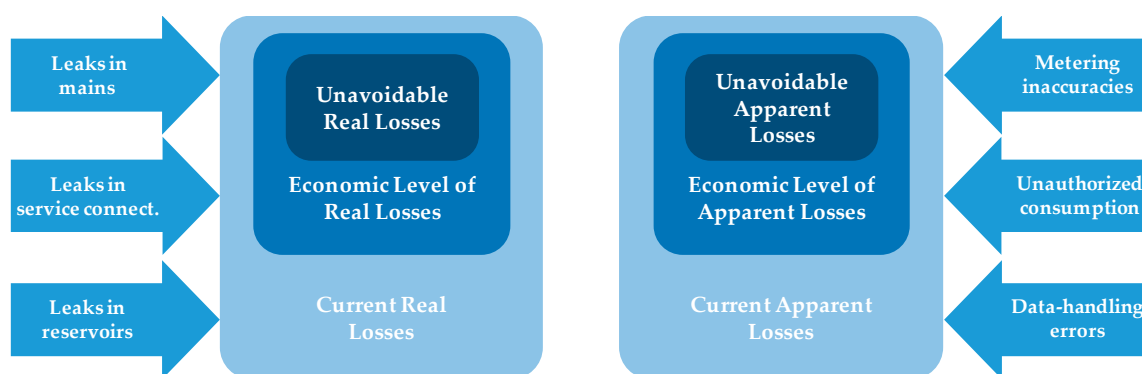 Leaks in
mains
Leaks in
service connect.
Leaks in
reservoirs
Unavoidable
Real Losses
Economic Level of
Real Losses
Current Real
Losses
Unavoidable
Apparent
Losses
Economic Level of
Apparent Losses
Current Apparent
Losses
Metering
inaccuracies
Unauthorized
consumption
Data-handling
errors